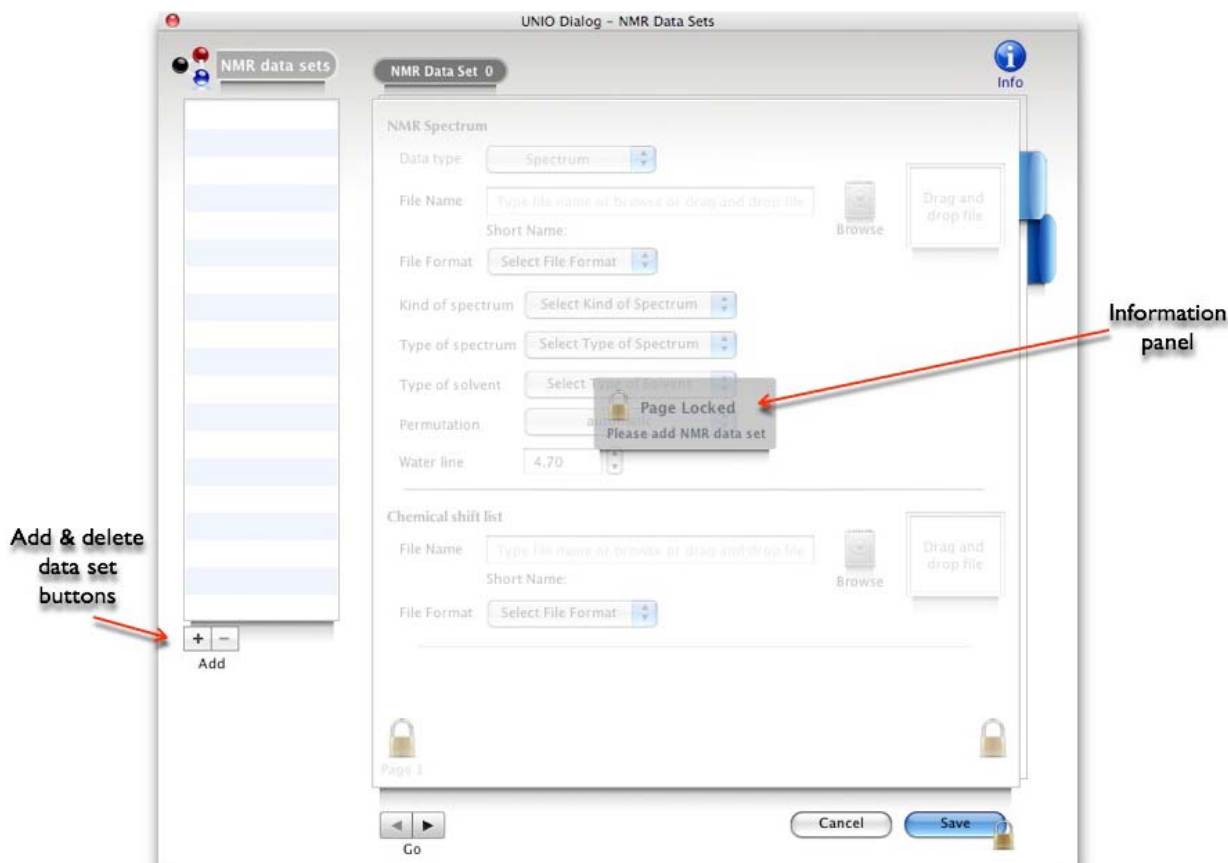 UNIO Dialog - NMR Data Sets
NMR data sets
NMR Data Set 0
Info
NMR Spectrum
Data type
Spectrum
File Name
Type file name or browse or drag and drop file
Browse
Drag and
drop file
Short Name:
File Format
Select File Format
Kind of spectrum
Select Kind of Spectrum
Type of spectrum
Select Type of Spectrum
Type of solvent
Select Type of Solvent
Permutation
automatic
Page Locked
Please add NMR data set
Water line
4.70
Information
panel
Chemical shift list
File Name
Type file name or browse or drag and drop file
Browse
Drag and
drop file
Short Name:
File Format
Select File Format
Add & delete
data set
buttons
+ −
Add
Page 1
Go
Cancel
Save